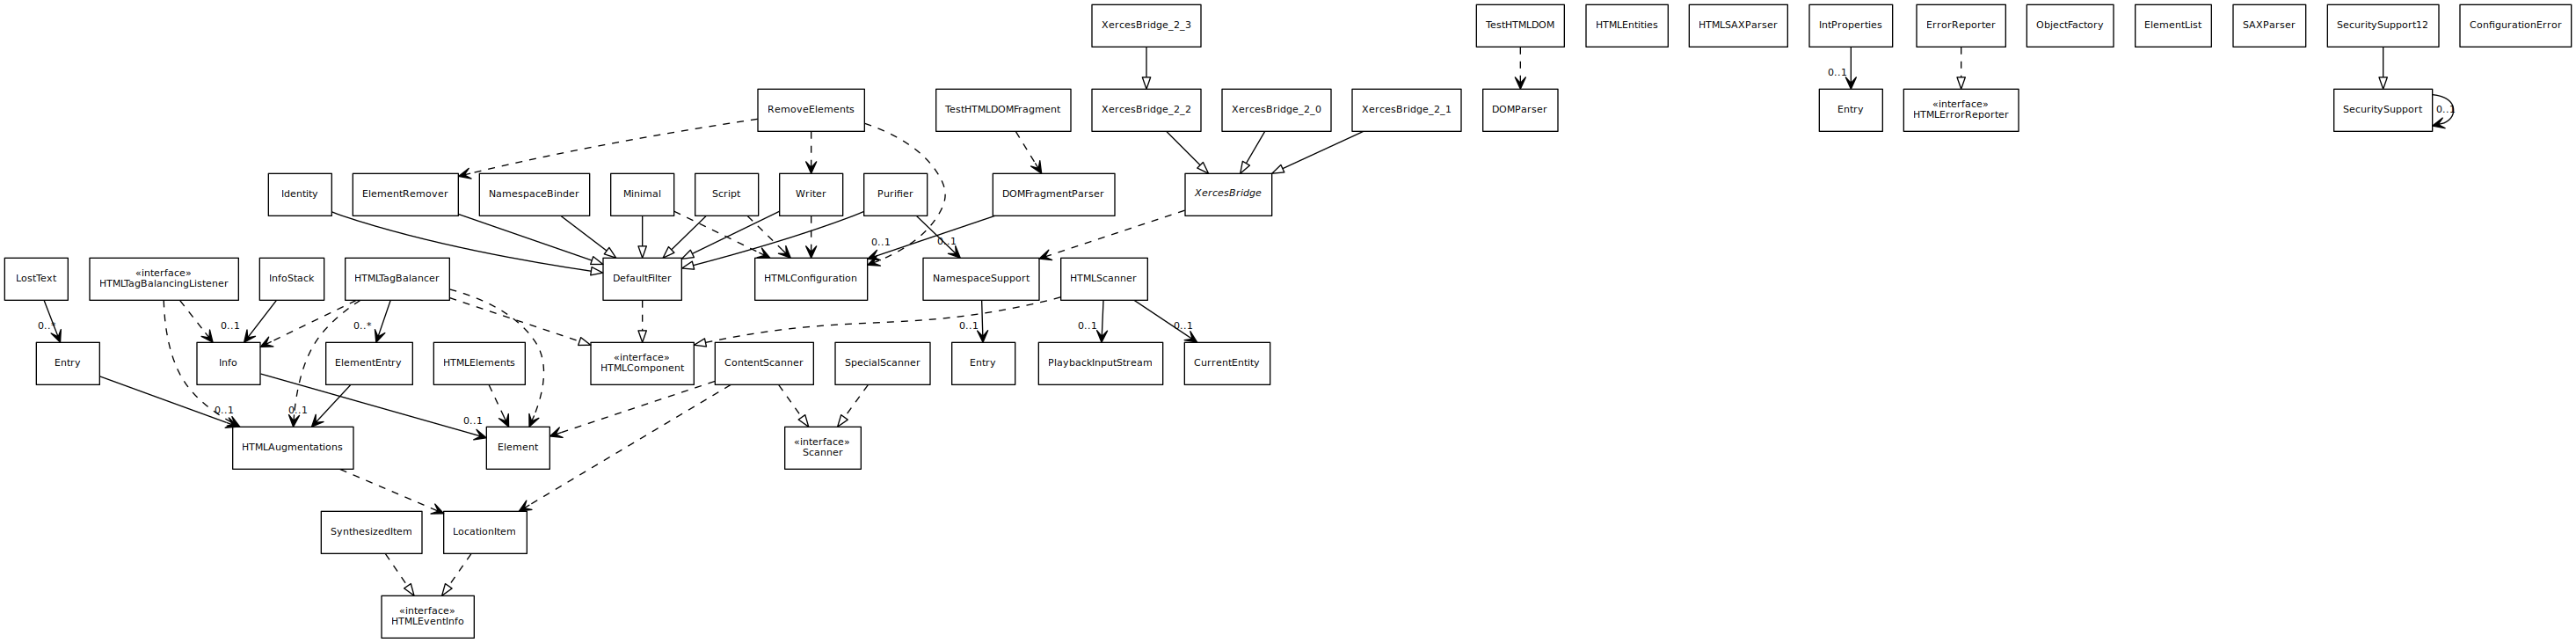 XercesBridge_2_3
TestHTMLDOM
HTMLEntities
HTMLSAXParser
IntProperties
ErrorReporter
ObjectFactory
ElementList
SAXParser
SecuritySupport12
ConfigurationError
0..1
RemoveElements
TestHTMLDOMFragment
XercesBridge_2_2
XercesBridge_2_0
XercesBridge_2_1
DOMParser
Entry
«interface»
HTMLErrorReporter
SecuritySupport
0..1
Identity
ElementRemover
NamespaceBinder
Minimal
Script
Writer
Purifier
DOMFragmentParser
XercesBridge
0..1
0..1
LostText
«interface»
HTMLTagBalancingListener
InfoStack
HTMLTagBalancer
DefaultFilter
HTMLConfiguration
NamespaceSupport
HTMLScanner
0..*
0..1
0..*
0..1
0..1
0..1
Entry
Info
ElementEntry
HTMLElements
«interface»
HTMLComponent
ContentScanner
SpecialScanner
Entry
PlaybackInputStream
CurrentEntity
0..1
0..1
0..1
HTMLAugmentations
Element
«interface»
Scanner
SynthesizedItem
LocationItem
«interface»
HTMLEventInfo